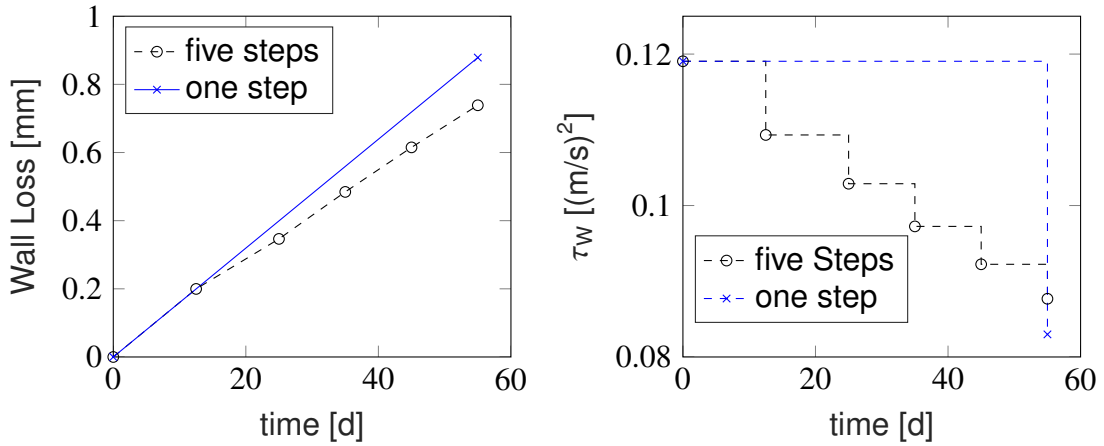 1
0.8
0.6
0.4
0.2
0
0
20
40
60
Wall Loss [mm]
time [d]
five steps
one step
0.12
0.1
0.08
0
20
40
60
τw [(m/s)²]
time [d]
five Steps
one step